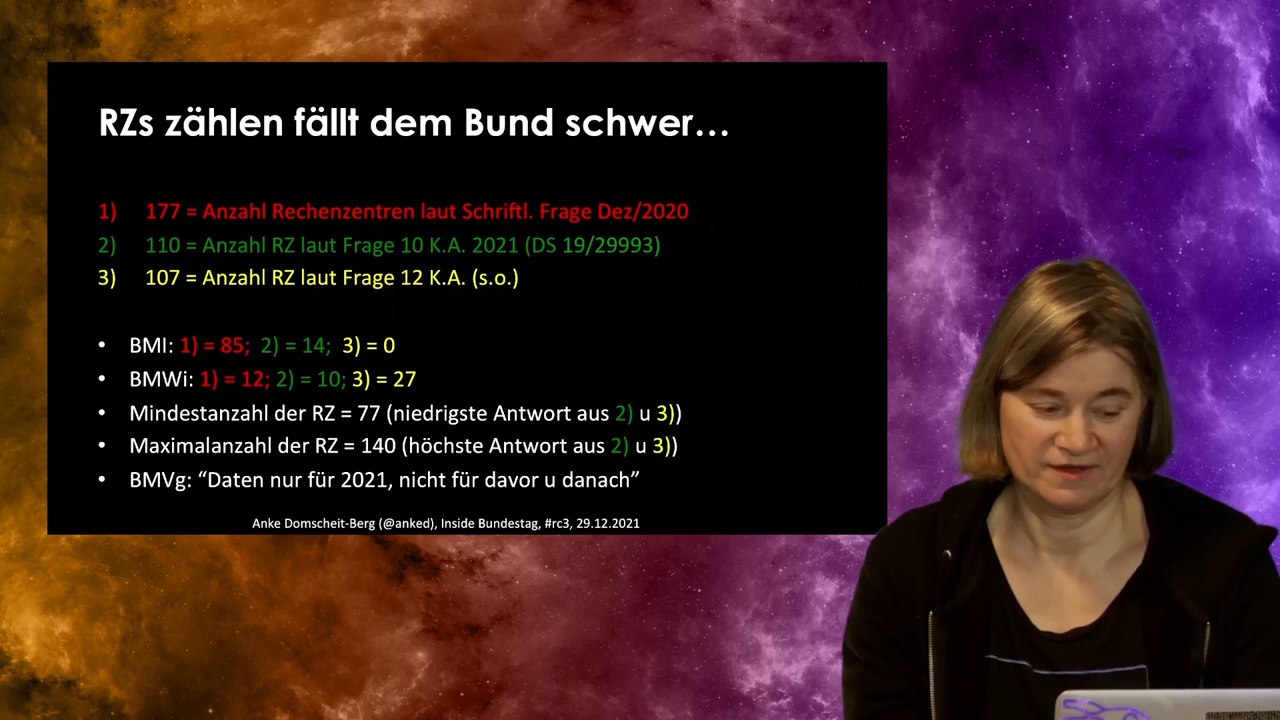 RZs zählen fällt dem Bund schwer…
1) 177 = Anzahl Rechenzentren laut Schriftl. Frage Dez/2020
2) 110 = Anzahl RZ laut Frage 10 K.A. 2021 (DS 19/29993)
3) 107 = Anzahl RZ laut Frage 12 K.A. (s.o.)
• BMI: 1) = 85; 2) = 14; 3) = 0
• BMWi: 1) = 12; 2) = 10; 3) = 27
• Mindestanzahl der RZ = 77 (niedrigste Antwort aus 2) u 3))
• Maximalanzahl der RZ = 140 (höchste Antwort aus 2) u 3))
• BMVg: “Daten nur für 2021, nicht für davor u danach”
Anke Domscheit-Berg (@anked), Inside Bundestag, #rc3, 29.12.2021